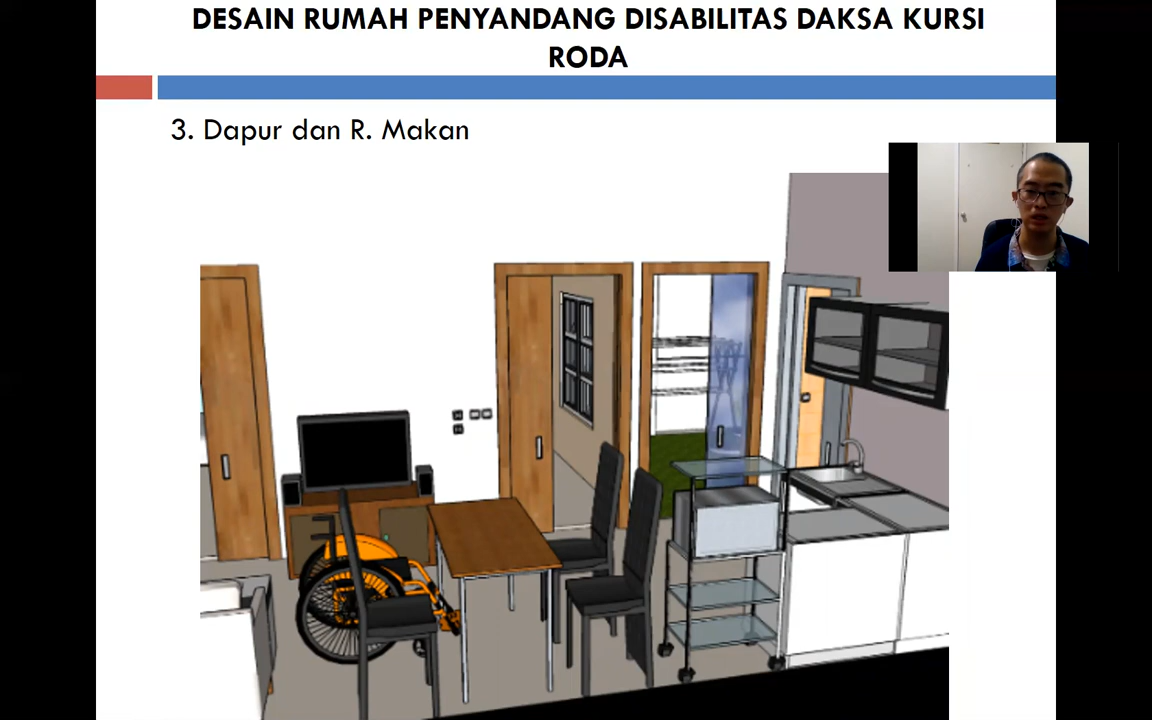 DESAIN RUMAH PENYANDANG DISABILITAS DAKSA KURSI
RODA
3. Dapur dan R. Makan